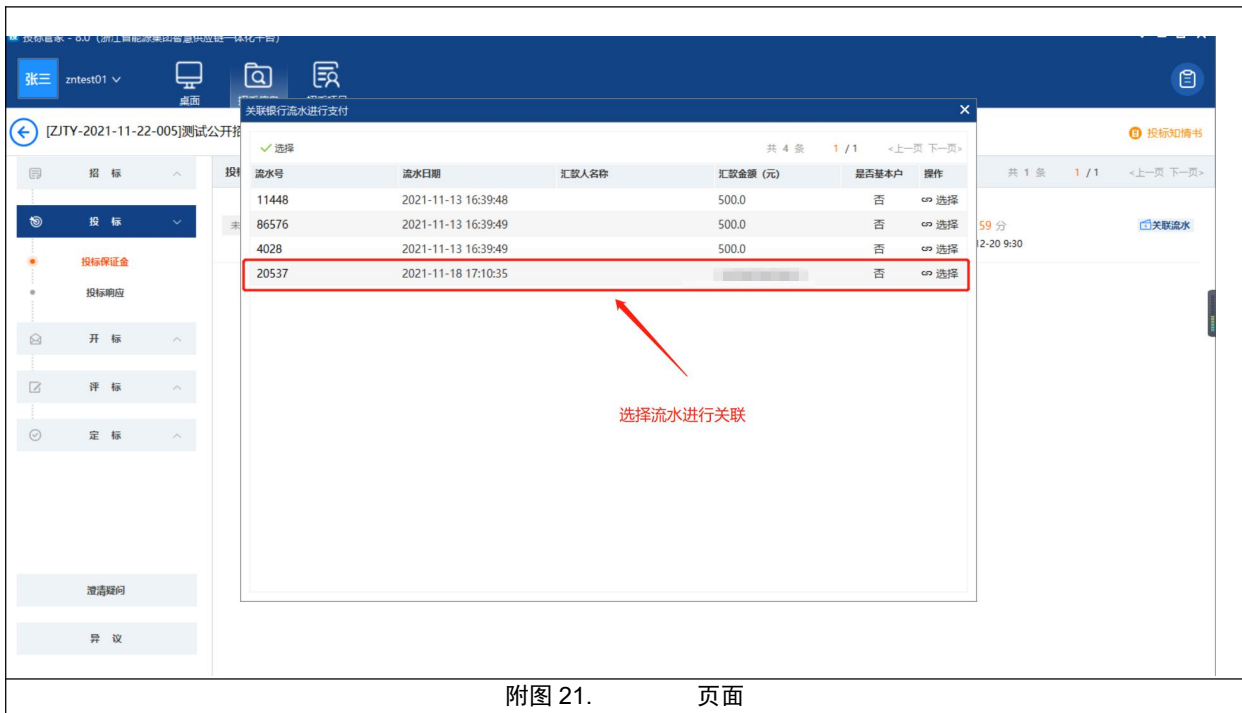 投标管家 - 8.0（浙江省能源集团智慧供应链一体化平台）
张三 zntest01
桌面
[ZJTY-2021-11-22-005]测试公开招
投标知情书
关联银行流水进行支付
✓选择 共 4 条 1 / 1 <上一页 下一页>
流水号 流水日期 汇款人名称 汇款金额（元） 是否基本户 操作
11448 2021-11-13 16:39:48 500.0 否 选择
86576 2021-11-13 16:39:49 500.0 否 选择
4028 2021-11-13 16:39:49 500.0 否 选择
20537 2021-11-18 17:10:35 否 选择
选择流水进行关联
共 1 条 1 / 1 <上一页 下一页>
59 分
12-20 9:30
关联流水
招 标
投 标
投标保证金
投标响应
开 标
评 标
定 标
澄清疑问
异 议
附图 21. 页面